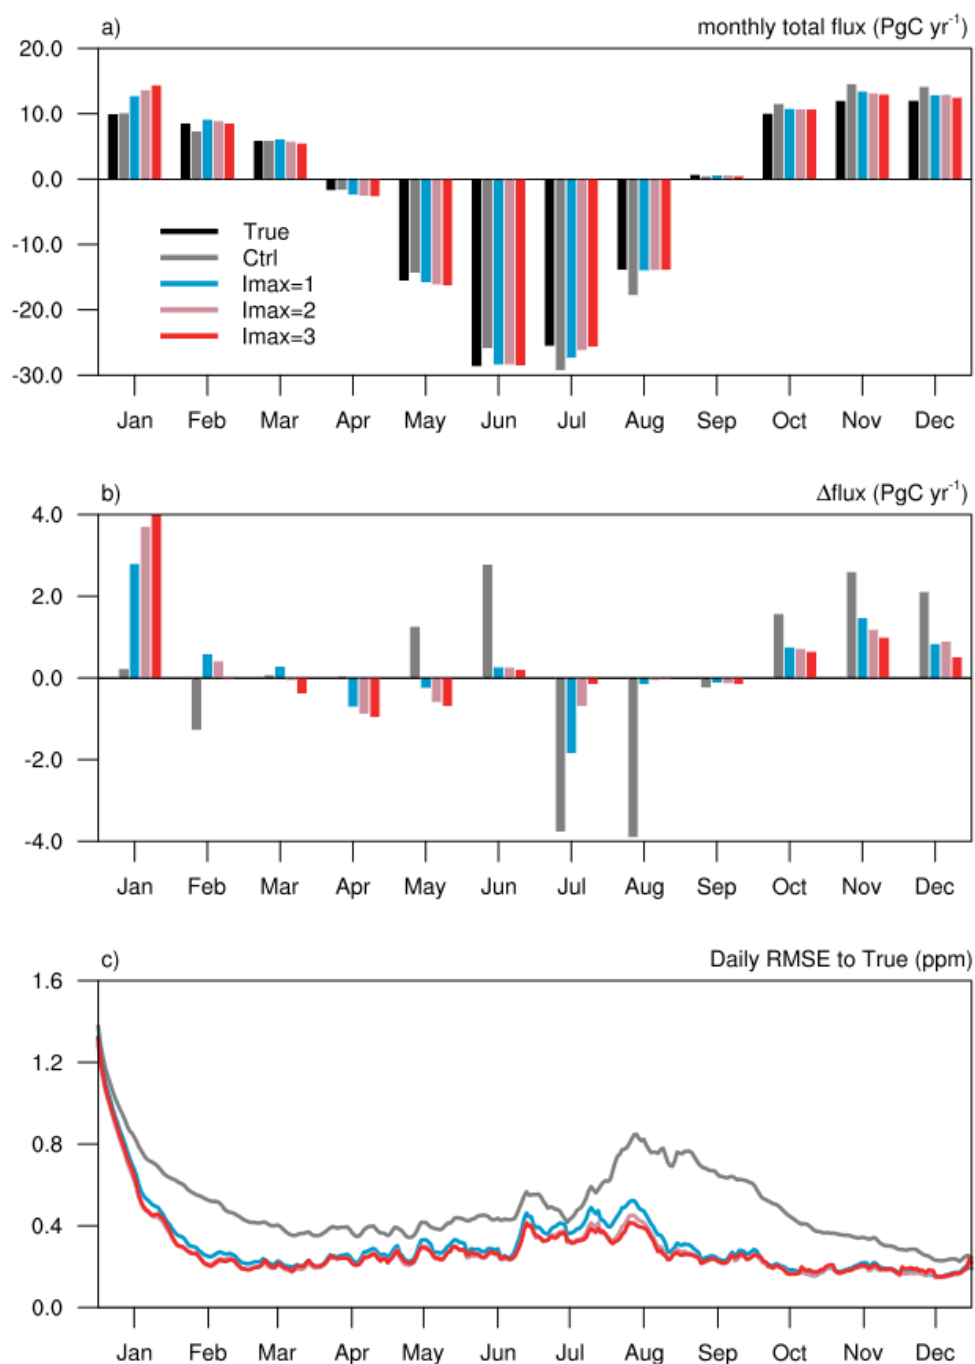 a) monthly total flux (PgC yr⁻¹)
20.0
10.0
0.0
-10.0
-20.0
-30.0
True
Ctrl
Imax=1
Imax=2
Imax=3
Jan Feb Mar Apr May Jun Jul Aug Sep Oct Nov Dec
b) Δflux (PgC yr⁻¹)
4.0
2.0
0.0
-2.0
-4.0
Jan Feb Mar Apr May Jun Jul Aug Sep Oct Nov Dec
c) Daily RMSE to True (ppm)
1.6
1.2
0.8
0.4
0.0
Jan Feb Mar Apr May Jun Jul Aug Sep Oct Nov Dec